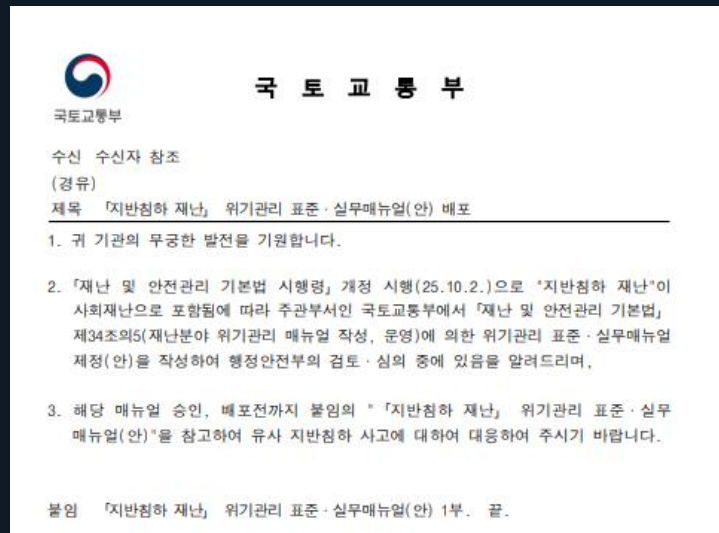 국 토 교 통 부
국토교통부
수신 수신자 참조
(경유)
제목 「지반침하 재난」 위기관리 표준·실무매뉴얼(안) 배포
1. 귀 기관의 무궁한 발전을 기원합니다.
2.「재난 및 안전관리 기본법 시행령」개정 시행(25.10.2.)으로 "지반침하 재난"이
사회재난으로 포함됨에 따라 주관부서인 국토교통부에서「재난 및 안전관리 기본법」
제34조의5(재난분야 위기관리 매뉴얼 작성, 운영)에 의한 위기관리 표준·실무매뉴얼
제정(안)을 작성하여 행정안전부의 검토·심의 중에 있음을 알려드리며,
3. 해당 매뉴얼 승인, 배포전까지 붙임의 "「지반침하 재난」 위기관리 표준·실무
매뉴얼(안)"을 참고하여 유사 지반침하 사고에 대하여 대응하여 주시기 바랍니다.
붙임 「지반침하 재난」 위기관리 표준·실무매뉴얼(안) 1부. 끝.